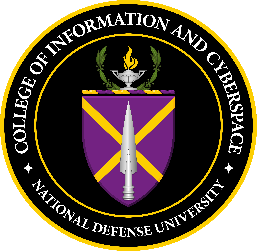 COLLEGE OF INFORMATION AND CYBERSPACE
NATIONAL DEFENSE UNIVERSITY